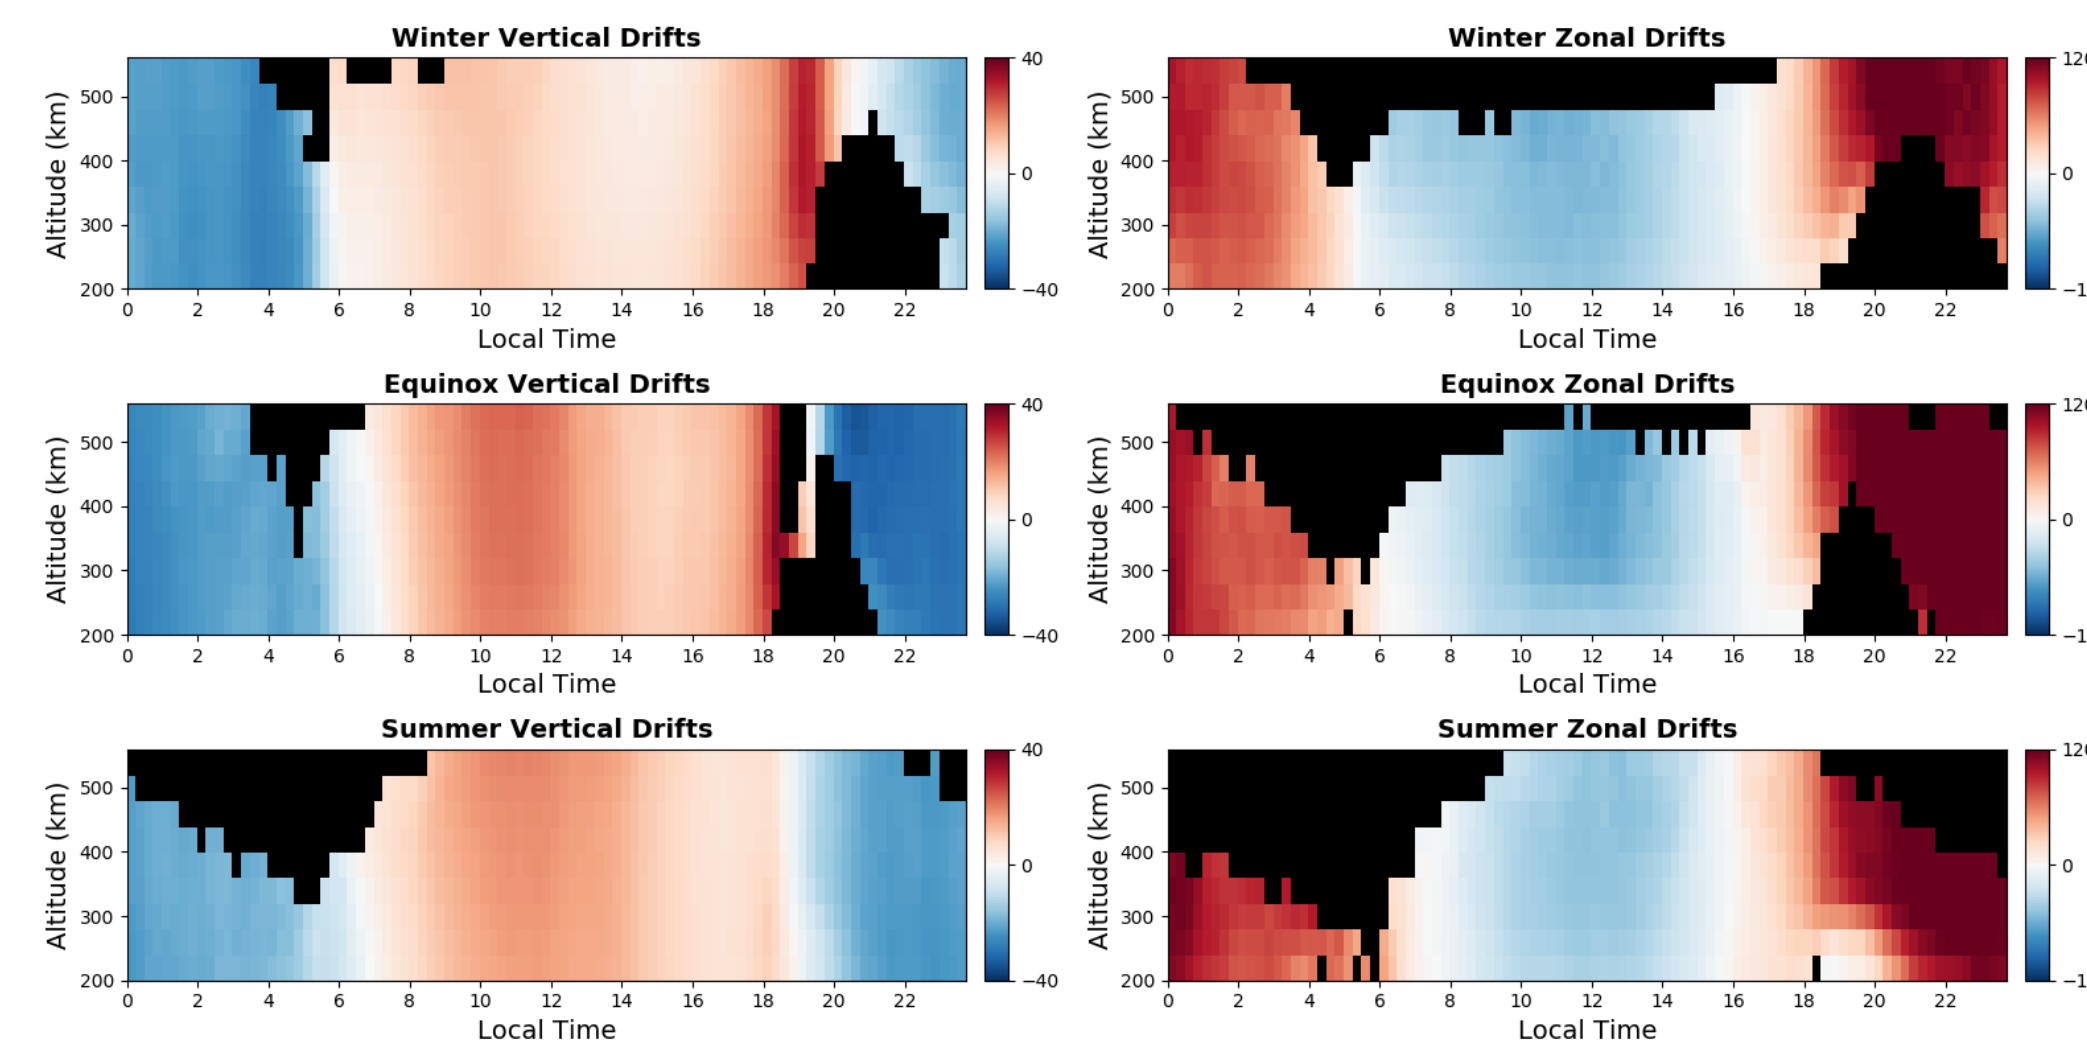 Winter Vertical Drifts
Altitude (km)
500
400
300
200
0 2 4 6 8 10 12 14 16 18 20 22
Local Time
40
0
−40
Winter Zonal Drifts
Altitude (km)
500
400
300
200
0 2 4 6 8 10 12 14 16 18 20 22
Local Time
0
Equinox Vertical Drifts
Altitude (km)
500
400
300
200
0 2 4 6 8 10 12 14 16 18 20 22
Local Time
40
0
−40
Equinox Zonal Drifts
Altitude (km)
500
400
300
200
0 2 4 6 8 10 12 14 16 18 20 22
Local Time
0
Summer Vertical Drifts
Altitude (km)
500
400
300
200
0 2 4 6 8 10 12 14 16 18 20 22
Local Time
40
0
−40
Summer Zonal Drifts
Altitude (km)
500
400
300
200
0 2 4 6 8 10 12 14 16 18 20 22
Local Time
0